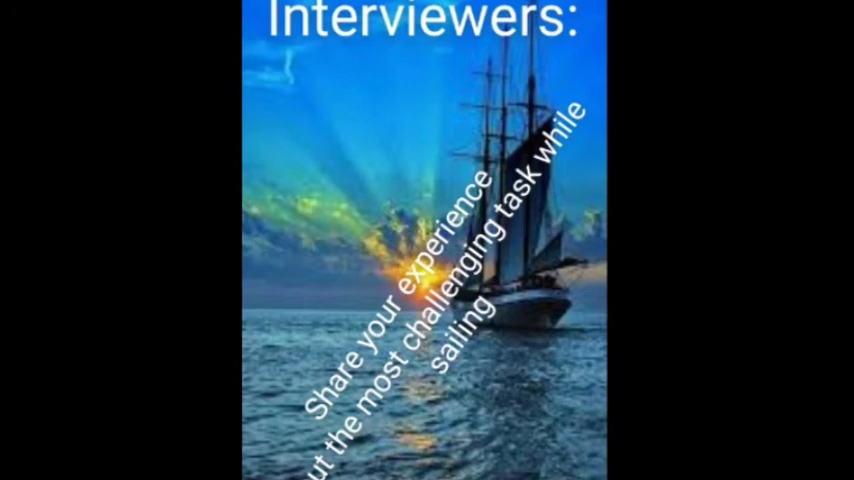 Interviewers:
Share your experience
ut the most challenging task while
sailing